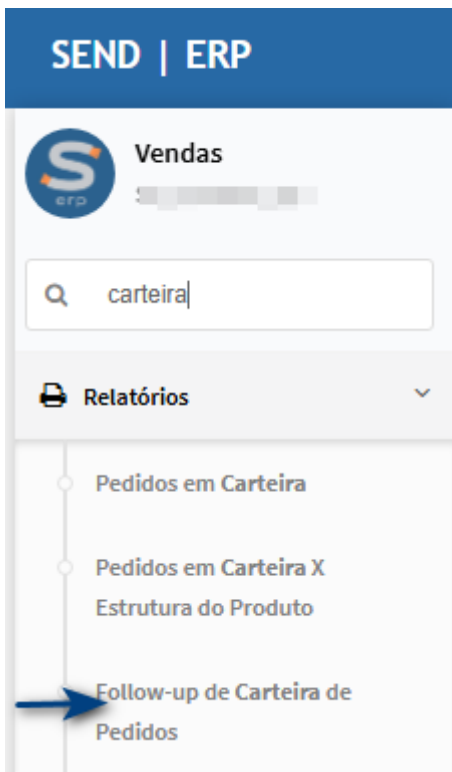 SEND | ERP
S
erp
Vendas
carteira
Relatórios
Pedidos em Carteira
Pedidos em Carteira X
Estrutura do Produto
Follow-up de Carteira de
Pedidos